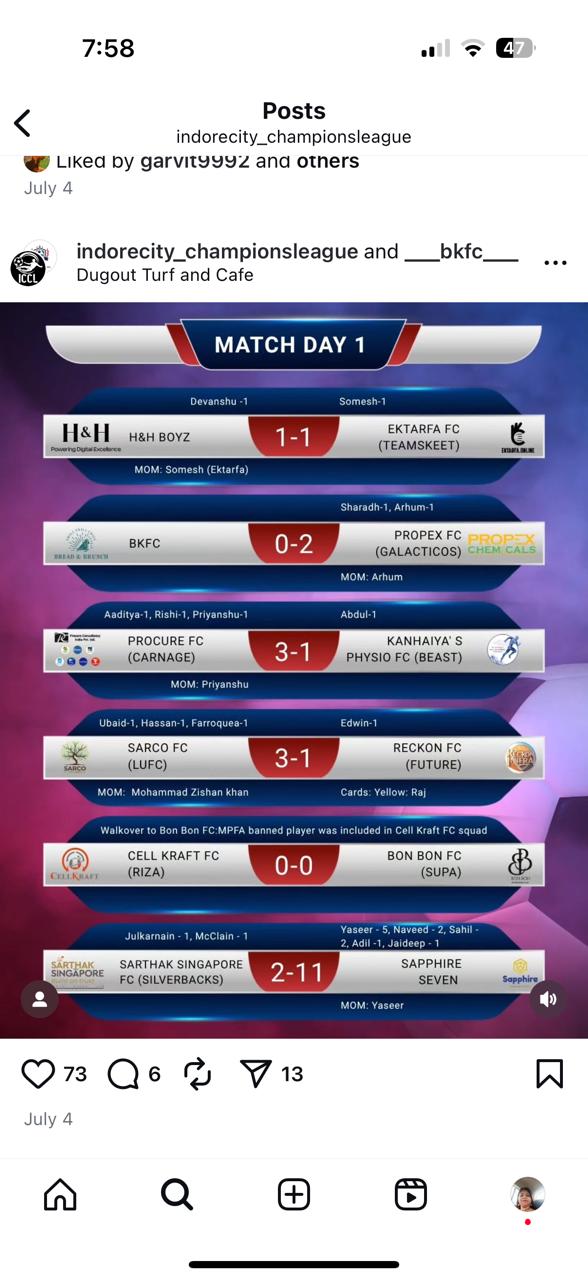 7:58
47
Posts
indorecity_championsleague
Liked by garvit9992 and others
July 4
indorecity_championsleague and ___bkfc___
Dugout Turf and Cafe
ICCL
MATCH DAY 1
Devanshu -1 Somesh-1
H&H
Powering Digital Excellence
H&H BOYZ
1-1
EKTARFA FC
(TEAMSKEET)
EKTARFA.ONLINE
MOM: Somesh (Ektarfa)
Sharadh-1, Arhum-1
BREAD & BRUNCH
BKFC
0-2
PROPEX FC
(GALACTICOS)
PROPEX
CHEM CALS
MOM: Arhum
Aaditya-1, Rishi-1, Priyanshu-1 Abdul-1
PROCURE FC
(CARNAGE)
3-1
KANHAIYA' S
PHYSIO FC (BEAST)
MOM: Priyanshu
Ubaid-1, Hassan-1, Farroquea-1 Edwin-1
SARCO
SARCO FC
(LUFC)
3-1
RECKON FC
(FUTURE)
MOM: Mohammad Zishan khan Cards: Yellow: Raj
Walkover to Bon Bon FC:MPFA banned player was included in Cell Kraft FC squad
CELLKRAFT
CELL KRAFT FC
(RIZA)
0-0
BON BON FC
(SUPA)
Julkarnain - 1, McClain - 1
Yaseer - 5, Naveed - 2, Sahil -
2, Adil -1, Jaideep - 1
SARTHAK
SINGAPORE
SARTHAK SINGAPORE
FC (SILVERBACKS)
2-11
SAPPHIRE
SEVEN
Sapphire
MOM: Yaseer
73 6 13
July 4